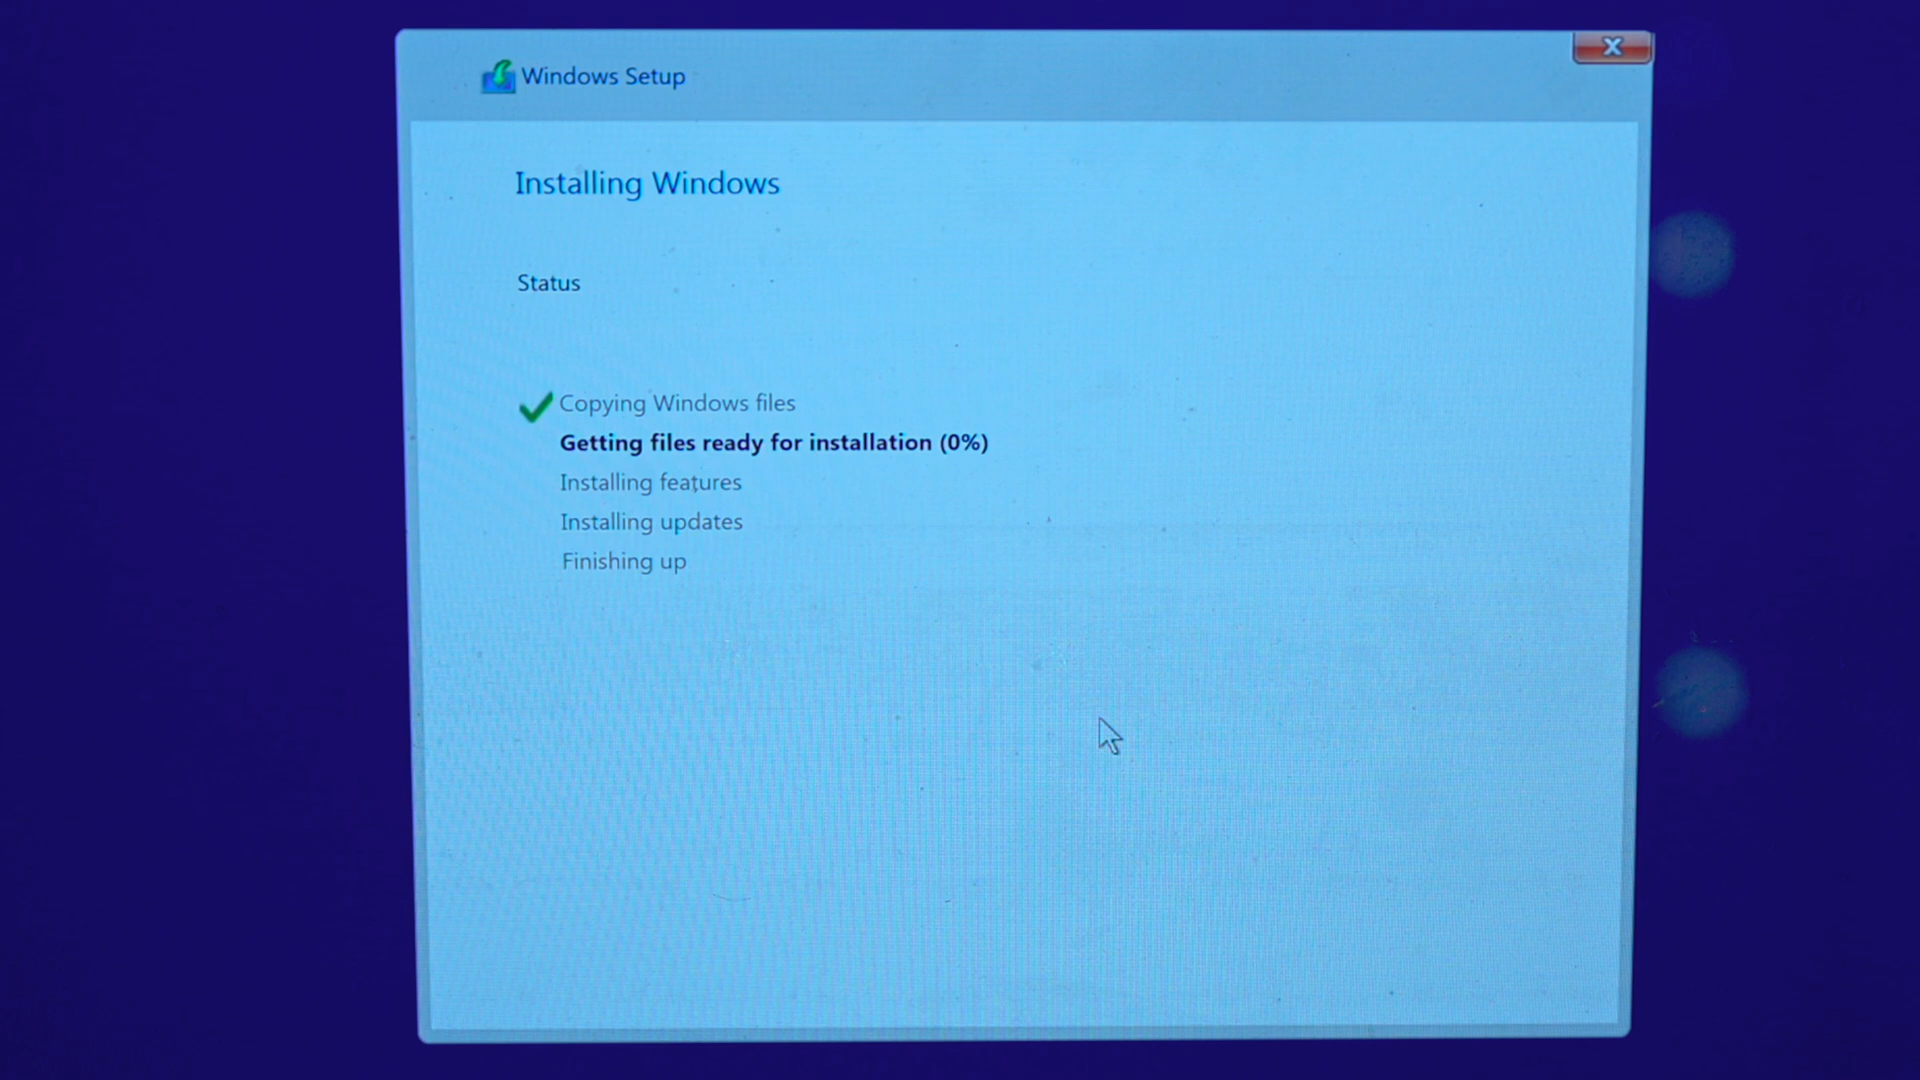 Windows Setup
Installing Windows
Status
Copying Windows files
Getting files ready for installation (0%)
Installing features
Installing updates
Finishing up